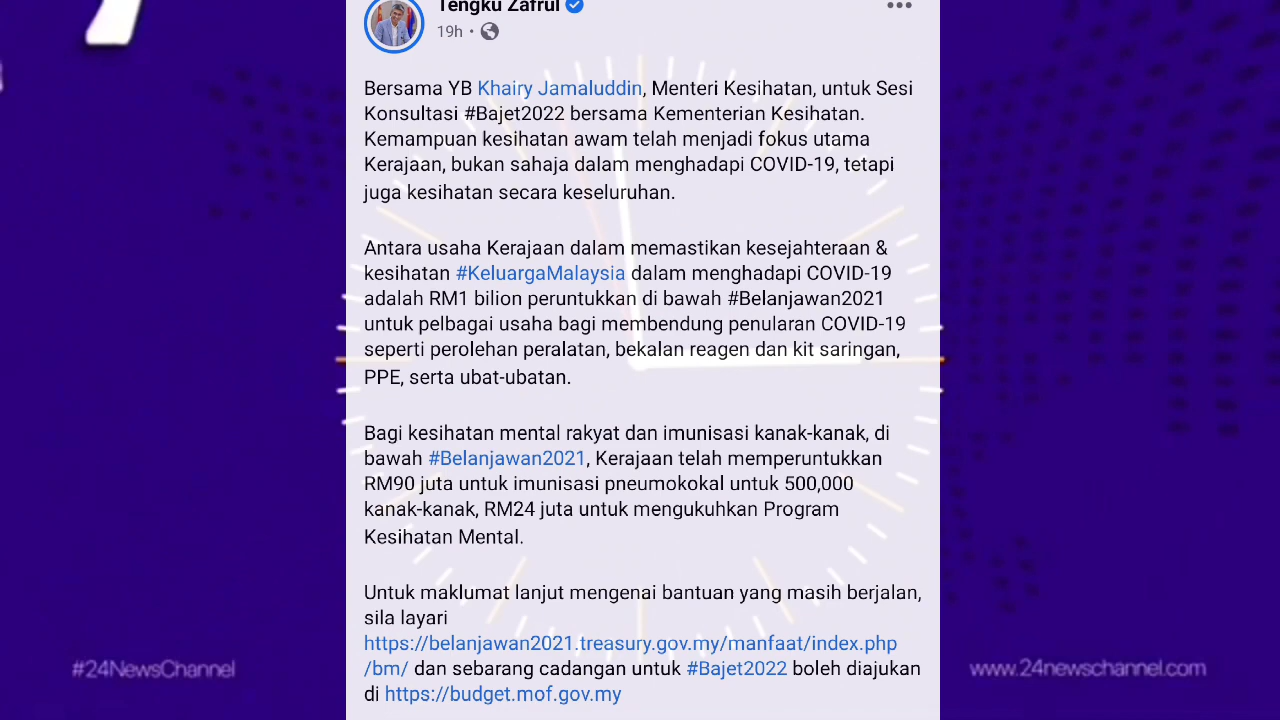 Tengku Zafrul
19h
Bersama YB Khairy Jamaluddin, Menteri Kesihatan, untuk Sesi
Konsultasi #Bajet2022 bersama Kementerian Kesihatan.
Kemampuan kesihatan awam telah menjadi fokus utama
Kerajaan, bukan sahaja dalam menghadapi COVID-19, tetapi
juga kesihatan secara keseluruhan.
Antara usaha Kerajaan dalam memastikan kesejahteraan &
kesihatan #KeluargaMalaysia dalam menghadapi COVID-19
adalah RM1 bilion peruntukkan di bawah #Belanjawan2021
untuk pelbagai usaha bagi membendung penularan COVID-19
seperti perolehan peralatan, bekalan reagen dan kit saringan,
PPE, serta ubat-ubatan.
Bagi kesihatan mental rakyat dan imunisasi kanak-kanak, di
bawah #Belanjawan2021, Kerajaan telah memperuntukkan
RM90 juta untuk imunisasi pneumokokal untuk 500,000
kanak-kanak, RM24 juta untuk mengukuhkan Program
Kesihatan Mental.
Untuk maklumat lanjut mengenai bantuan yang masih berjalan,
sila layari
https://belanjawan2021.treasury.gov.my/manfaat/index.php
/bm/ dan sebarang cadangan untuk #Bajet2022 boleh diajukan
di https://budget.mof.gov.my
#24NewsChannel
www.24newschannel.com